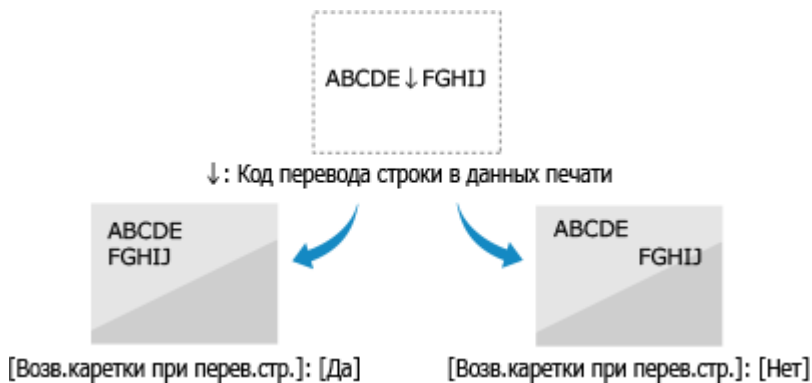 ABCDE↓FGHIJ
↓: Код перевода строки в данных печати
ABCDE
FGHIJ
[Возв.каретки при перев.стр.]: [Да]
ABCDE
FGHIJ
[Возв.каретки при перев.стр.]: [Нет]